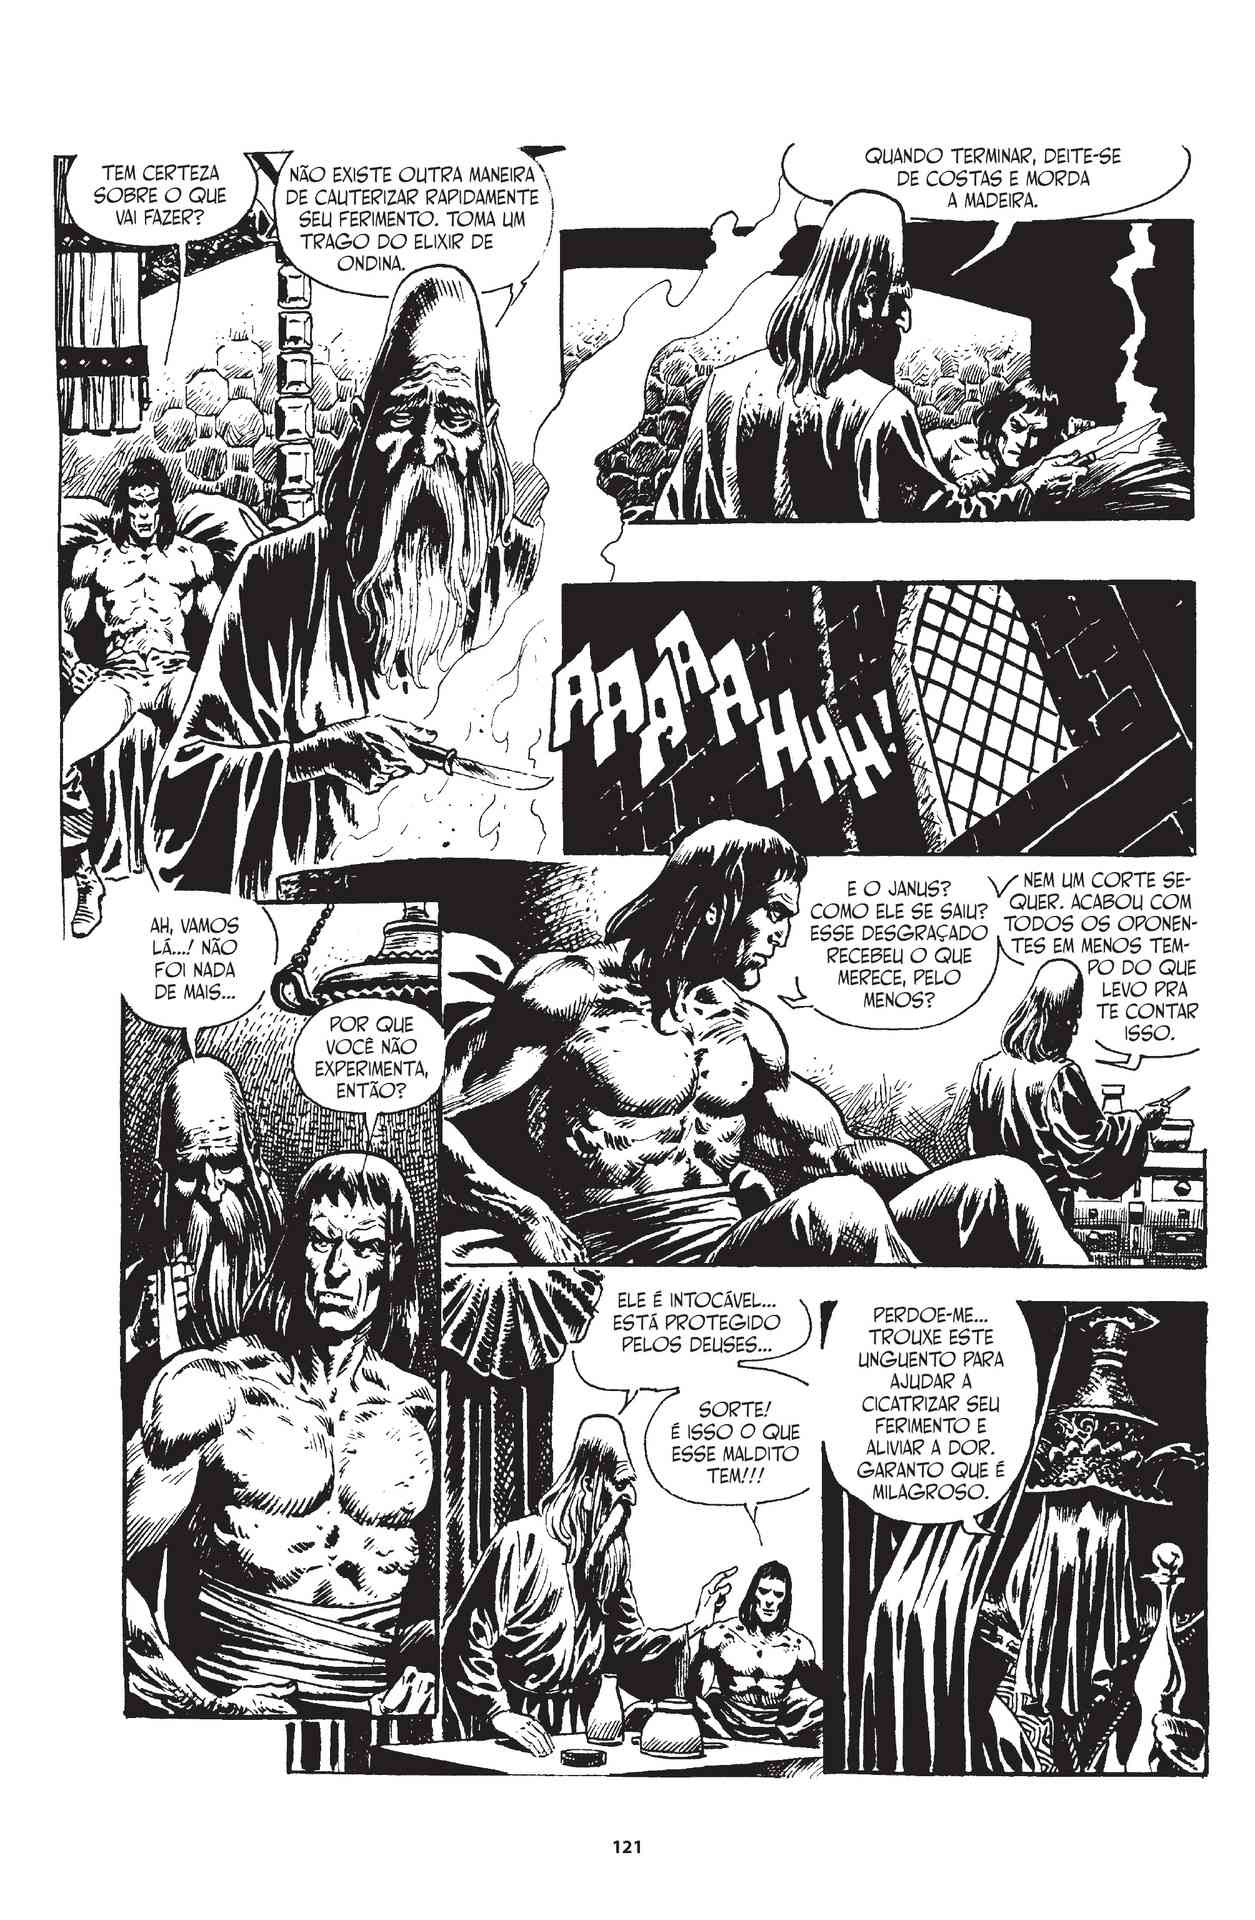 TEM CERTEZA
SOBRE O QUE
VAI FAZER?
NÃO EXISTE OUTRA MANEIRA
DE CAUTERIZAR RAPIDAMENTE
SEU FERIMENTO. TOMA UM
TRAGO DO ELIXIR DE
ONDINA.
QUANDO TERMINAR, DEITE-SE
DE COSTAS E MORDA
A MADEIRA.
AAAAAAHHHH!
AH, VAMOS
LÁ...! NÃO
FOI NADA
DE MAIS...
POR QUE
VOCÊ NÃO
EXPERIMENTA,
ENTÃO?
E O JANUS?
COMO ELE SE SAIU?
ESSE DESGRAÇADO
RECEBEU O QUE
MERECE, PELO
MENOS?
NEM UM CORTE SE-
QUER. ACABOU COM
TODOS OS OPONEN-
TES EM MENOS TEM-
PO DO QUE
LEVO PRA
TE CONTAR
ISSO.
ELE É INTOCÁVEL...
ESTÁ PROTEGIDO
PELOS DEUSES...
SORTE!
É ISSO O QUE
ESSE MALDITO
TEM!!!
PERDOE-ME...
TROUXE ESTE
UNGUENTO PARA
AJUDAR A
CICATRIZAR SEU
FERIMENTO E
ALIVIAR A DOR.
GARANTO QUE É
MILAGROSO.
121